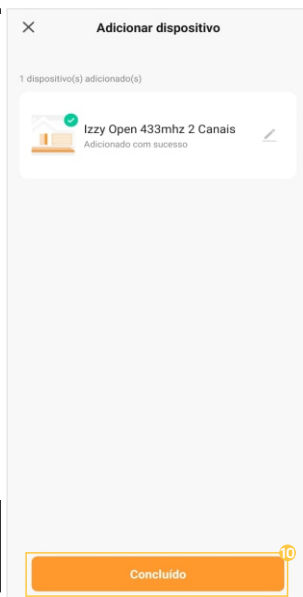 Adicionar dispositivo
1 dispositivo(s) adicionado(s)
Izzy Open 433mhz 2 Canais
Adicionado com sucesso
10
Concluído